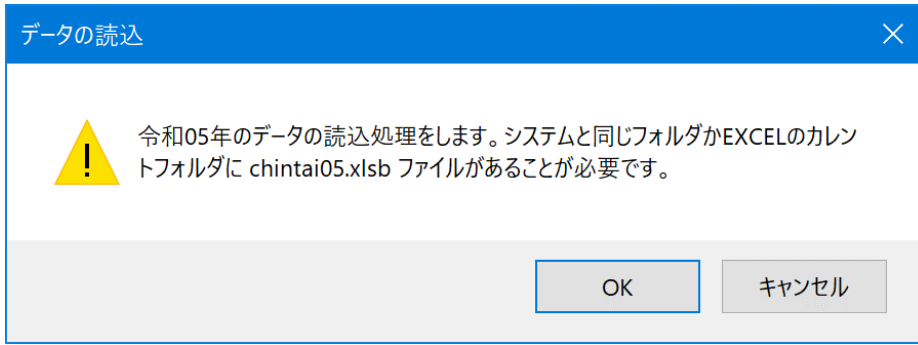 データの読込
令和05年のデータの読込処理をします。システムと同じフォルダかEXCELのカレン
トフォルダに chintai05.xlsb ファイルがあることが必要です。
OK
キャンセル